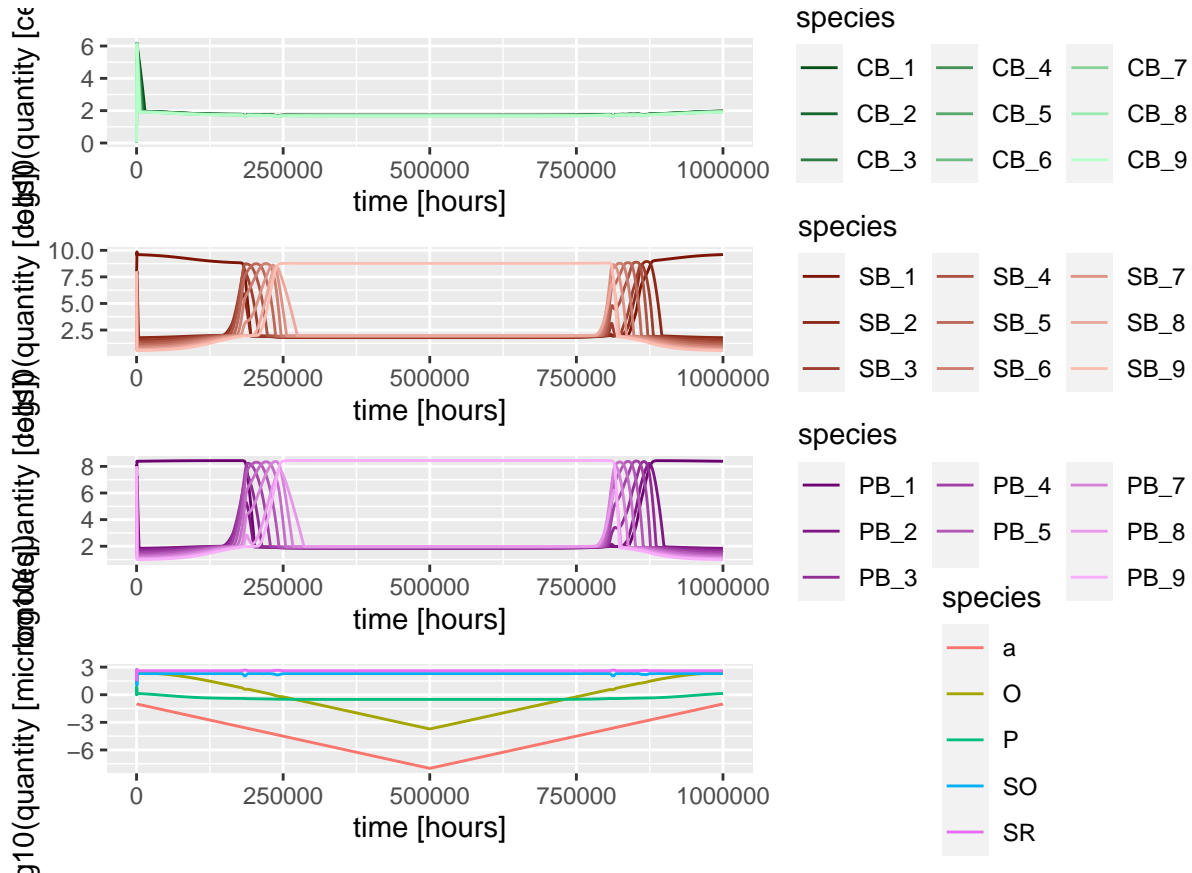 species
6
4
2
0
0
250000
500000
750000
1000000
time [hours]
CB_1
CB_4
CB_7
CB_2
CB_5
CB_8
CB_3
CB_6
CB_9
species
10.0
7.5
5.0
2.5
0
250000
500000
750000
1000000
time [hours]
SB_1
SB_4
SB_7
SB_2
SB_5
SB_8
SB_3
SB_6
SB_9
species
8
6
4
2
0
250000
500000
750000
1000000
time [hours]
PB_1
PB_4
PB_7
PB_2
PB_5
PB_8
PB_3
PB_9
species
3
0
−3
−6
0
250000
500000
750000
1000000
time [hours]
a
O
P
SO
SR